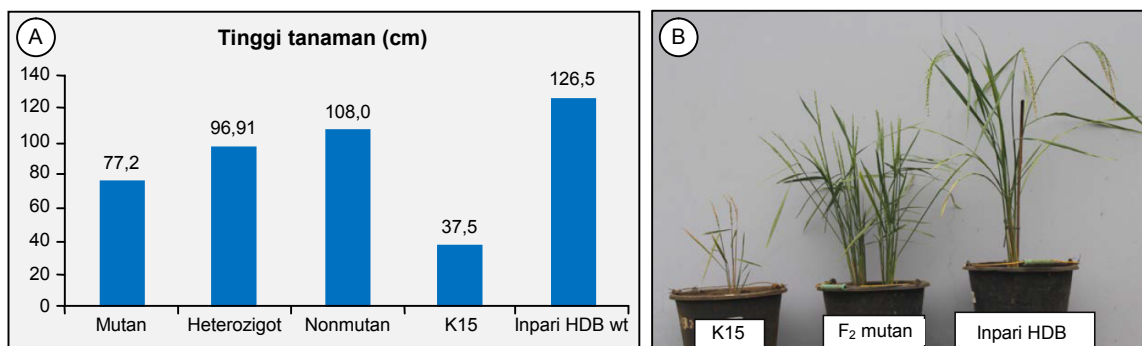 A
Tinggi tanaman (cm)
140
120
100
80
60
40
20
0
77,2
96,91
108,0
37,5
126,5
Mutan
Heterozigot
Nonmutan
K15
Inpari HDB wt
B
K15
F₂ mutan
Inpari HDB